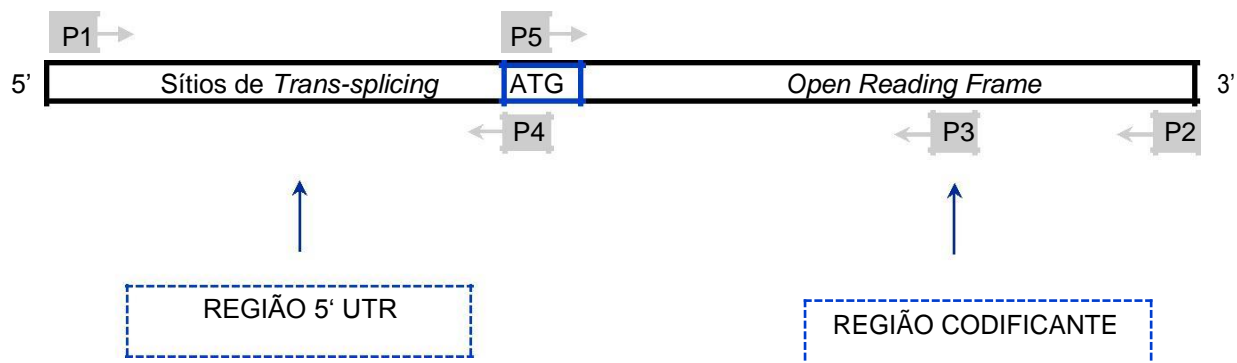 P1 P5
5’ Sítios de Trans-splicing ATG Open Reading Frame 3’
P4 P3 P2
REGIÃO 5‘ UTR
REGIÃO CODIFICANTE